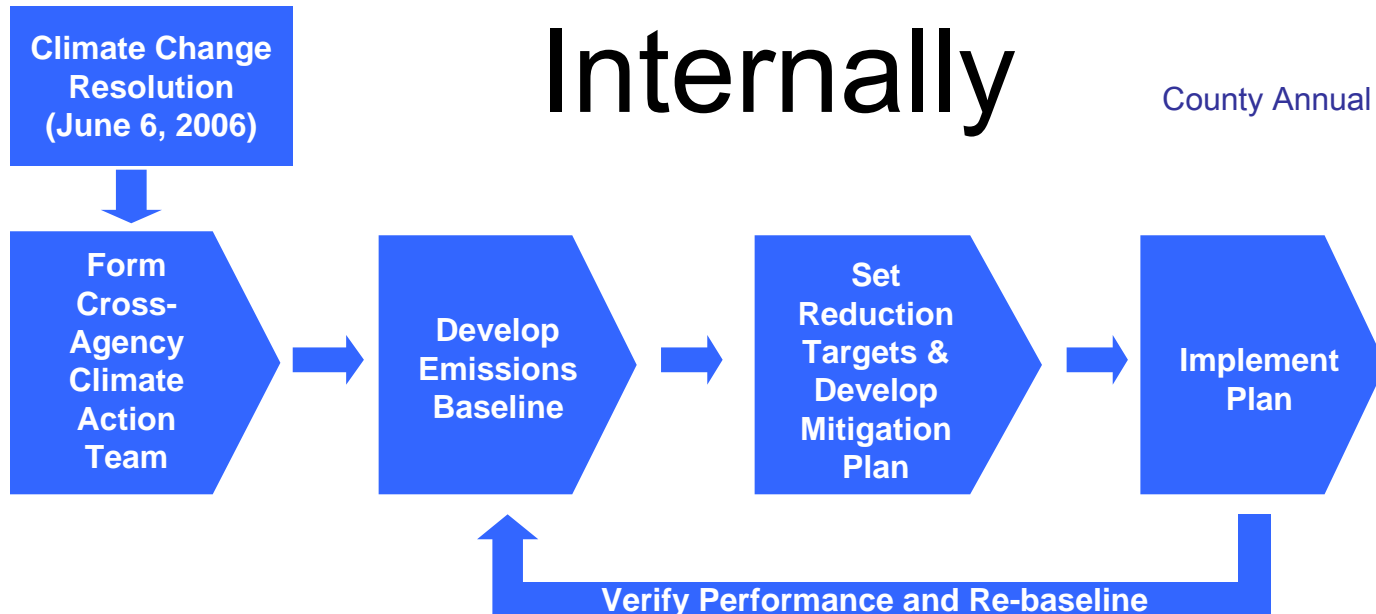 Climate Change
Resolution
(June 6, 2006)
Internally
County Annual
Form
Cross-
Agency
Climate
Action
Team
Develop
Emissions
Baseline
Set
Reduction
Targets &
Develop
Mitigation
Plan
Implement
Plan
Verify Performance and Re-baseline